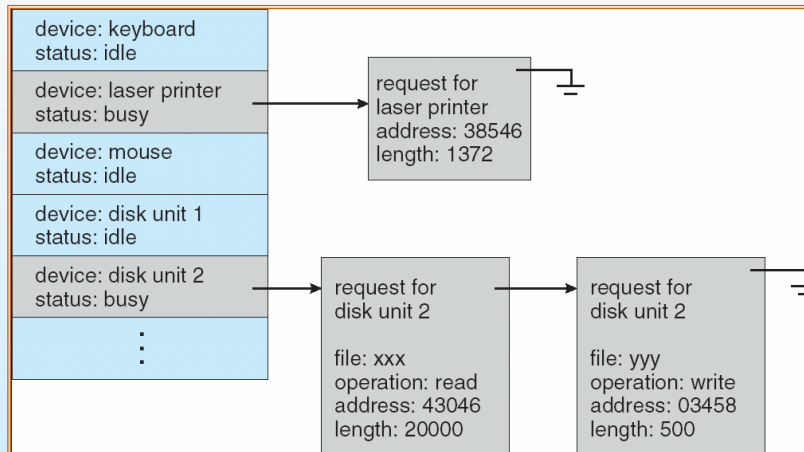 device: keyboard
status: idle
device: laser printer
status: busy
device: mouse
status: idle
device: disk unit 1
status: idle
device: disk unit 2
status: busy
request for
laser printer
address: 38546
length: 1372
request for
disk unit 2
file: xxx
operation: read
address: 43046
length: 20000
request for
disk unit 2
file: yyy
operation: write
address: 03458
length: 500